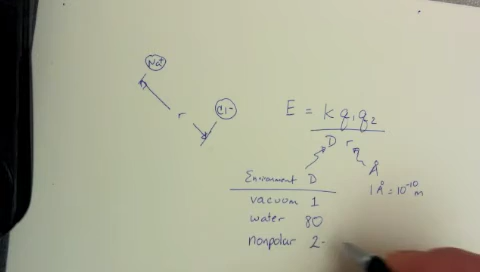 Na+
r
Cl-
E = k q1 q2
D r
Å
1 Å = 10-10 m
Environment D
vacuum 1
water 80
nonpolar 2-